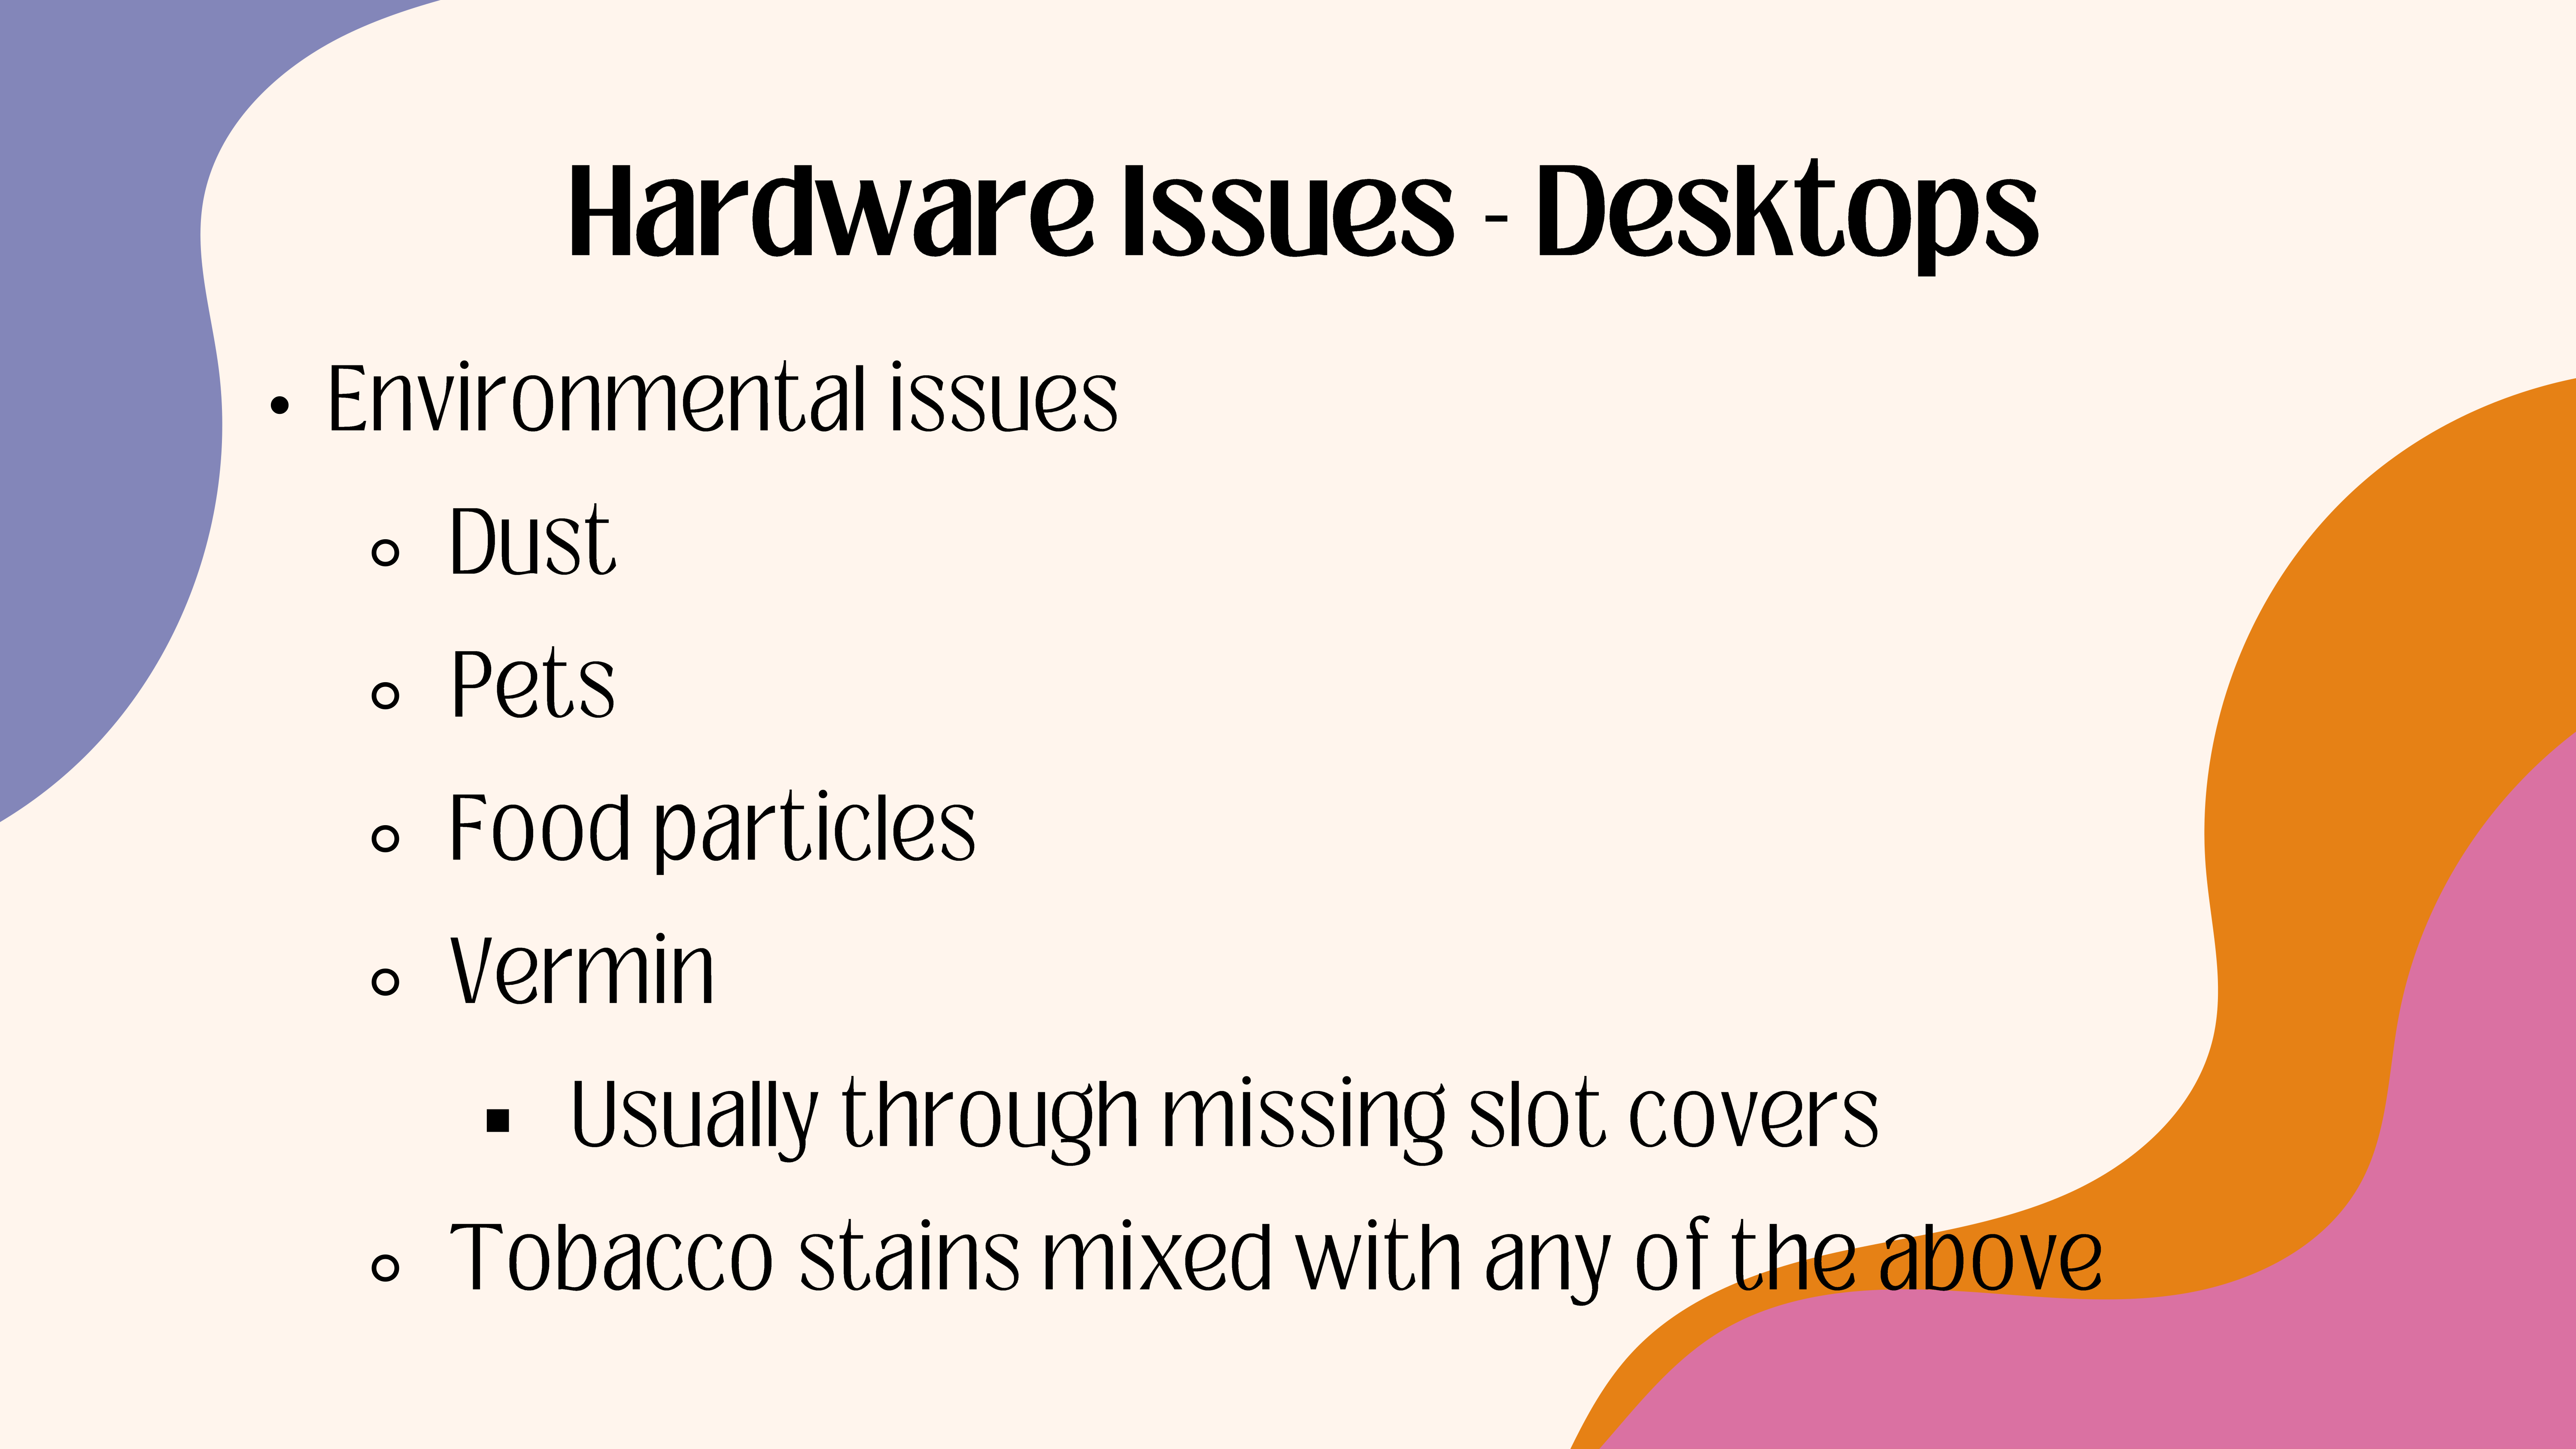 Hardware Issues - Desktops
• Environmental issues
○ Dust
○ Pets
○ Food particles
○ Vermin
▪ Usually through missing slot covers
○ Tobacco stains mixed with any of the above